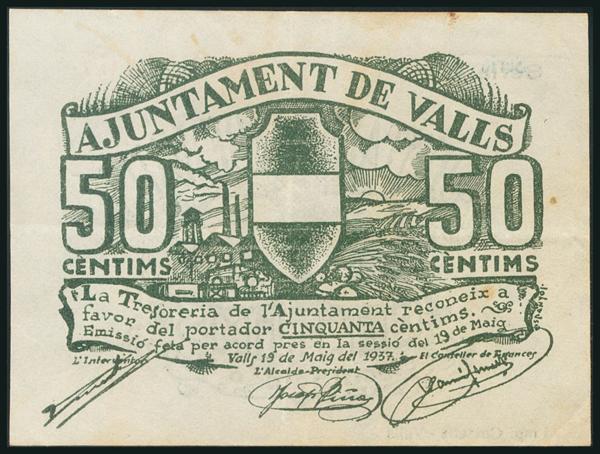 AJUNTAMENT DE VALLS
50 50
CÈNTIMS CÈNTIMS
La Tresoreria de l'Ajuntament reconeix a
favor del portador CINQUANTA cèntims.
Emissió feta per acord pres en la sessió del 19 de Maig
Valls 19 de Maig del 1937.
L'Interventor
L'Alcalde-President
El Conseller de Finances